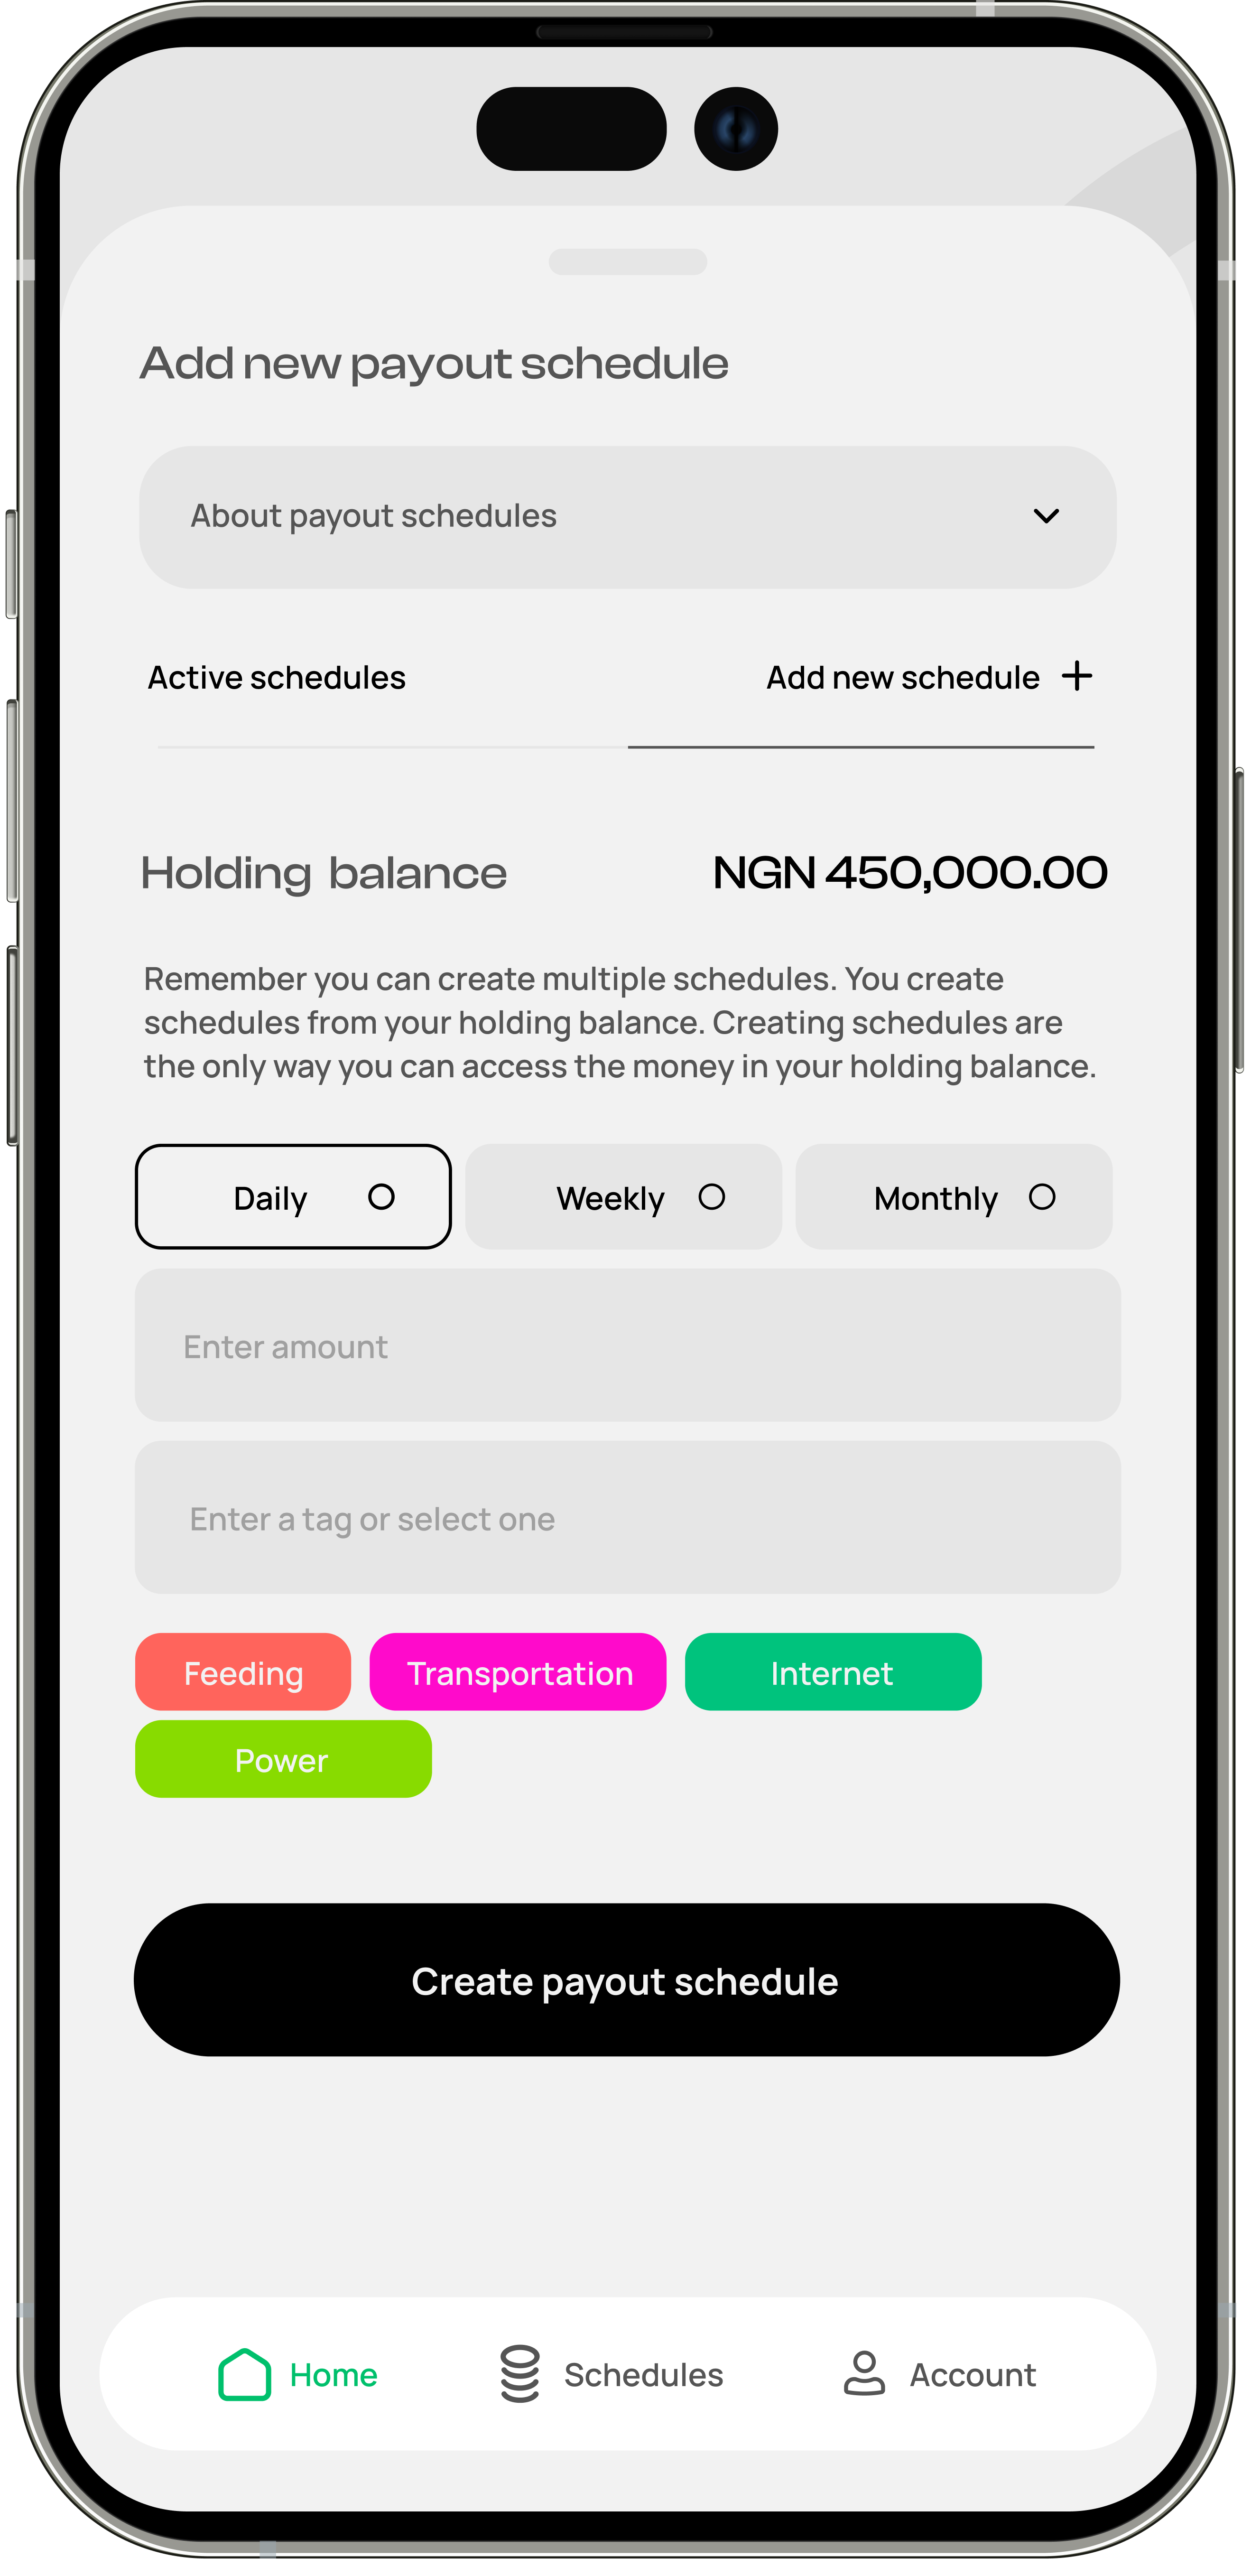 Add new payout schedule
About payout schedules
Active schedules
Add new schedule
Holding balance
NGN 450,000.00
Remember you can create multiple schedules. You create
schedules from your holding balance. Creating schedules are
the only way you can access the money in your holding balance.
Daily
Weekly
Monthly
Enter amount
Enter a tag or select one
Feeding
Transportation
Internet
Power
Create payout schedule
Home
Schedules
Account